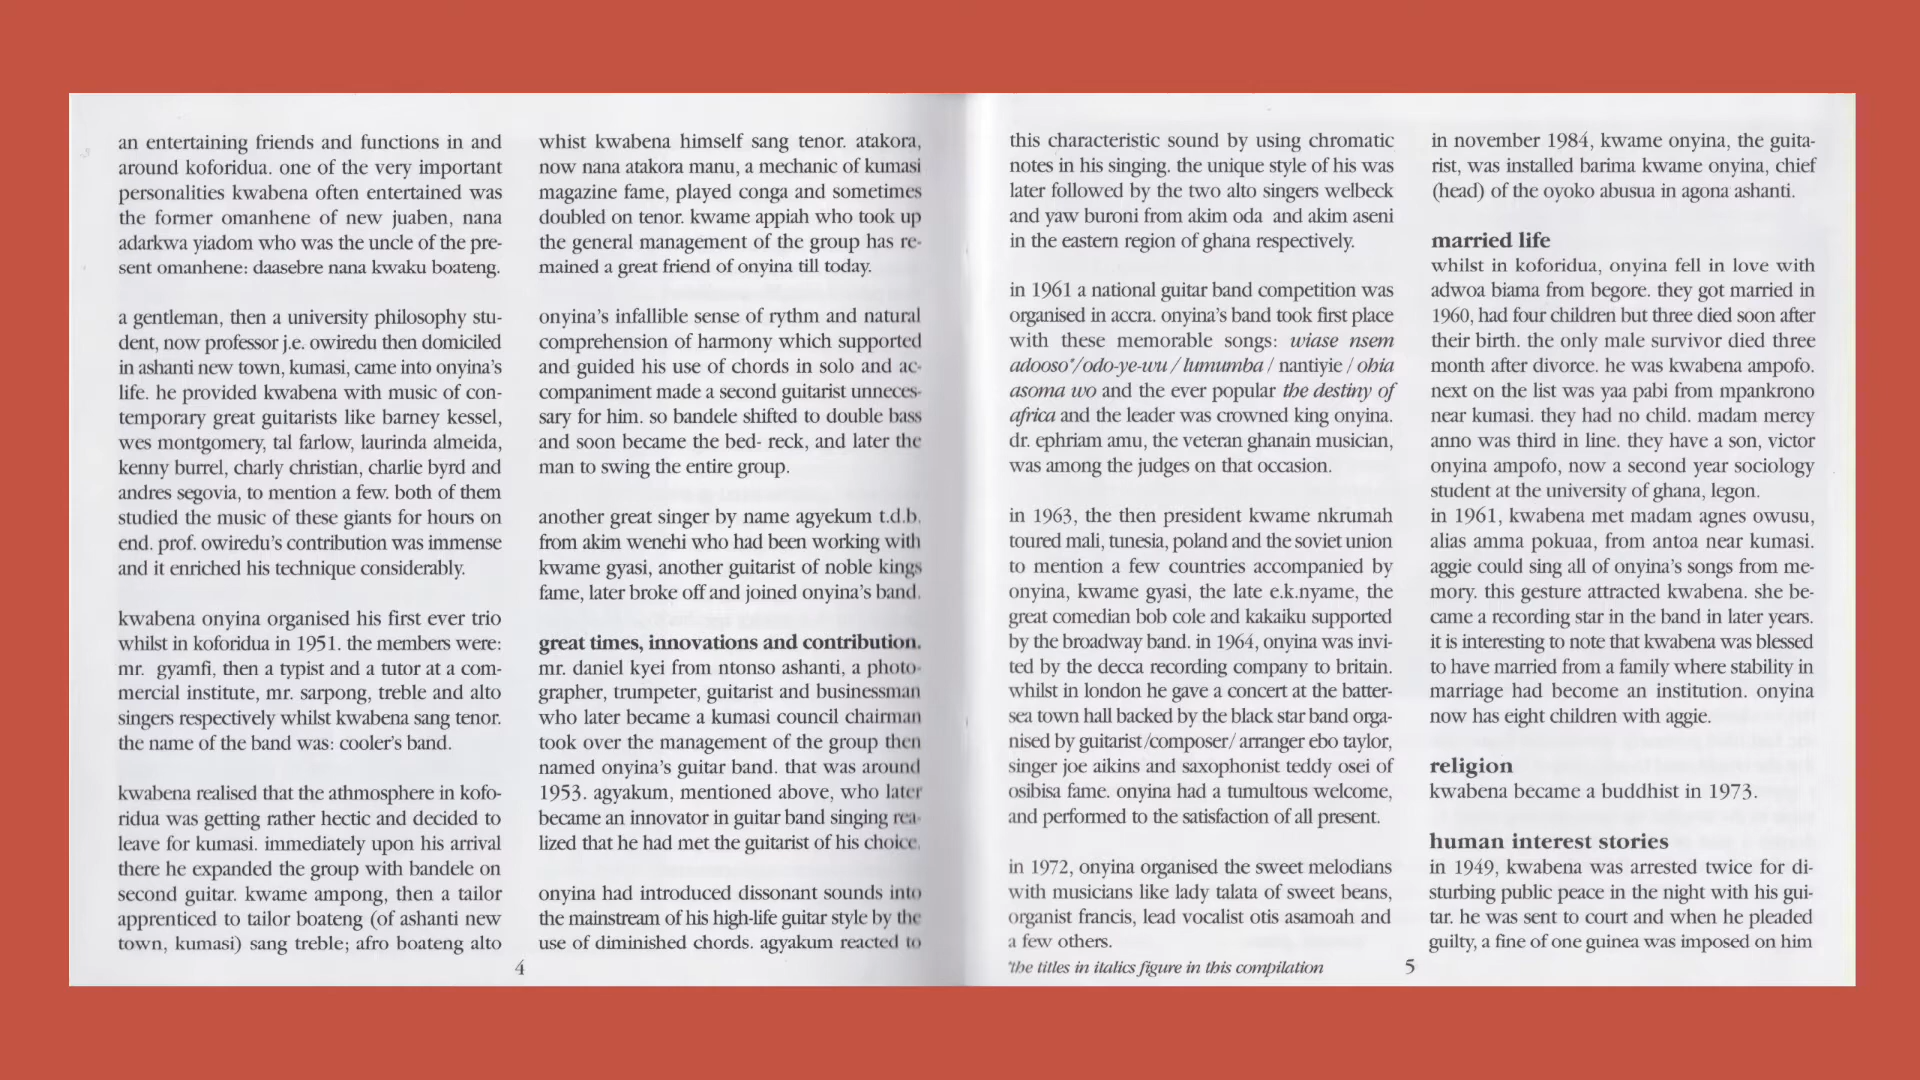 an entertaining friends and functions in and
around koforidua. one of the very important
personalities kwabena often entertained was
the former omanhene of new juaben, nana
adarkwa yiadom who was the uncle of the pre-
sent omanhene: daasebre nana kwaku boateng.
a gentleman, then a university philosophy stu-
dent, now professor j.e. owiredu then domiciled
in ashanti new town, kumasi, came into onyina's
life. he provided kwabena with music of con-
temporary great guitarists like barney kessel,
wes montgomery, tal farlow, laurinda almeida,
kenny burrel, charly christian, charlie byrd and
andres segovia, to mention a few. both of them
studied the music of these giants for hours on
end. prof. owiredu's contribution was immense
and it enriched his technique considerably.
kwabena onyina organised his first ever trio
whilst in koforidua in 1951. the members were:
mr. gyamfi, then a typist and a tutor at a com-
mercial institute, mr. sarpong, treble and alto
singers respectively whilst kwabena sang tenor.
the name of the band was: cooler's band.
kwabena realised that the athmosphere in kofo-
ridua was getting rather hectic and decided to
leave for kumasi. immediately upon his arrival
there he expanded the group with bandele on
second guitar. kwame ampong, then a tailor
apprenticed to tailor boateng (of ashanti new
town, kumasi) sang treble; afro boateng alto
4
whist kwabena himself sang tenor. atakora,
now nana atakora manu, a mechanic of kumasi
magazine fame, played conga and sometimes
doubled on tenor. kwame appiah who took up
the general management of the group has re-
mained a great friend of onyina till today.
onyina's infallible sense of rythm and natural
comprehension of harmony which supported
and guided his use of chords in solo and ac-
companiment made a second guitarist unneces-
sary for him. so bandele shifted to double bass
and soon became the bed- reck, and later the
man to swing the entire group.
another great singer by name agyekum t.d.b.
from akim wenehi who had been working with
kwame gyasi, another guitarist of noble kings
fame, later broke off and joined onyina's band.
great times, innovations and contribution.
mr. daniel kyei from ntonso ashanti, a photo-
grapher, trumpeter, guitarist and businessman
who later became a kumasi council chairman
took over the management of the group then
named onyina's guitar band. that was around
1953. agyakum, mentioned above, who later
became an innovator in guitar band singing rea-
lized that he had met the guitarist of his choice.
onyina had introduced dissonant sounds into
the mainstream of his high-life guitar style by the
use of diminished chords. agyakum reacted to
this characteristic sound by using chromatic
notes in his singing. the unique style of his was
later followed by the two alto singers welbeck
and yaw buroni from akim oda and akim aseni
in the eastern region of ghana respectively.
in 1961 a national guitar band competition was
organised in accra. onyina's band took first place
with these memorable songs: wiase nsem
adooso*/odo-ye-wu / lumumba / nantiyie / ohia
asoma wo and the ever popular the destiny of
africa and the leader was crowned king onyina.
dr. ephriam amu, the veteran ghanain musician,
was among the judges on that occasion.
in 1963, the then president kwame nkrumah
toured mali, tunesia, poland and the soviet union
to mention a few countries accompanied by
onyina, kwame gyasi, the late e.k.nyame, the
great comedian bob cole and kakaiku supported
by the broadway band. in 1964, onyina was invi-
ted by the decca recording company to britain.
whilst in london he gave a concert at the batter-
sea town hall backed by the black star band orga-
nised by guitarist/composer/ arranger ebo taylor,
singer joe aikins and saxophonist teddy osei of
osibisa fame. onyina had a tumultous welcome,
and performed to the satisfaction of all present.
in 1972, onyina organised the sweet melodians
with musicians like lady talata of sweet beans,
organist francis, lead vocalist otis asamoah and
a few others.
*the titles in italics figure in this compilation
5
in november 1984, kwame onyina, the guita-
rist, was installed barima kwame onyina, chief
(head) of the oyoko abusua in agona ashanti.
married life
whilst in koforidua, onyina fell in love with
adwoa biama from begore. they got married in
1960, had four children but three died soon after
their birth. the only male survivor died three
month after divorce. he was kwabena ampofo.
next on the list was yaa pabi from mpankrono
near kumasi. they had no child. madam mercy
anno was third in line. they have a son, victor
onyina ampofo, now a second year sociology
student at the university of ghana, legon.
in 1961, kwabena met madam agnes owusu,
alias amma pokuaa, from antoa near kumasi.
aggie could sing all of onyina's songs from me-
mory. this gesture attracted kwabena. she be-
came a recording star in the band in later years.
it is interesting to note that kwabena was blessed
to have married from a family where stability in
marriage had become an institution. onyina
now has eight children with aggie.
religion
kwabena became a buddhist in 1973.
human interest stories
in 1949, kwabena was arrested twice for di-
sturbing public peace in the night with his gui-
tar. he was sent to court and when he pleaded
guilty, a fine of one guinea was imposed on him